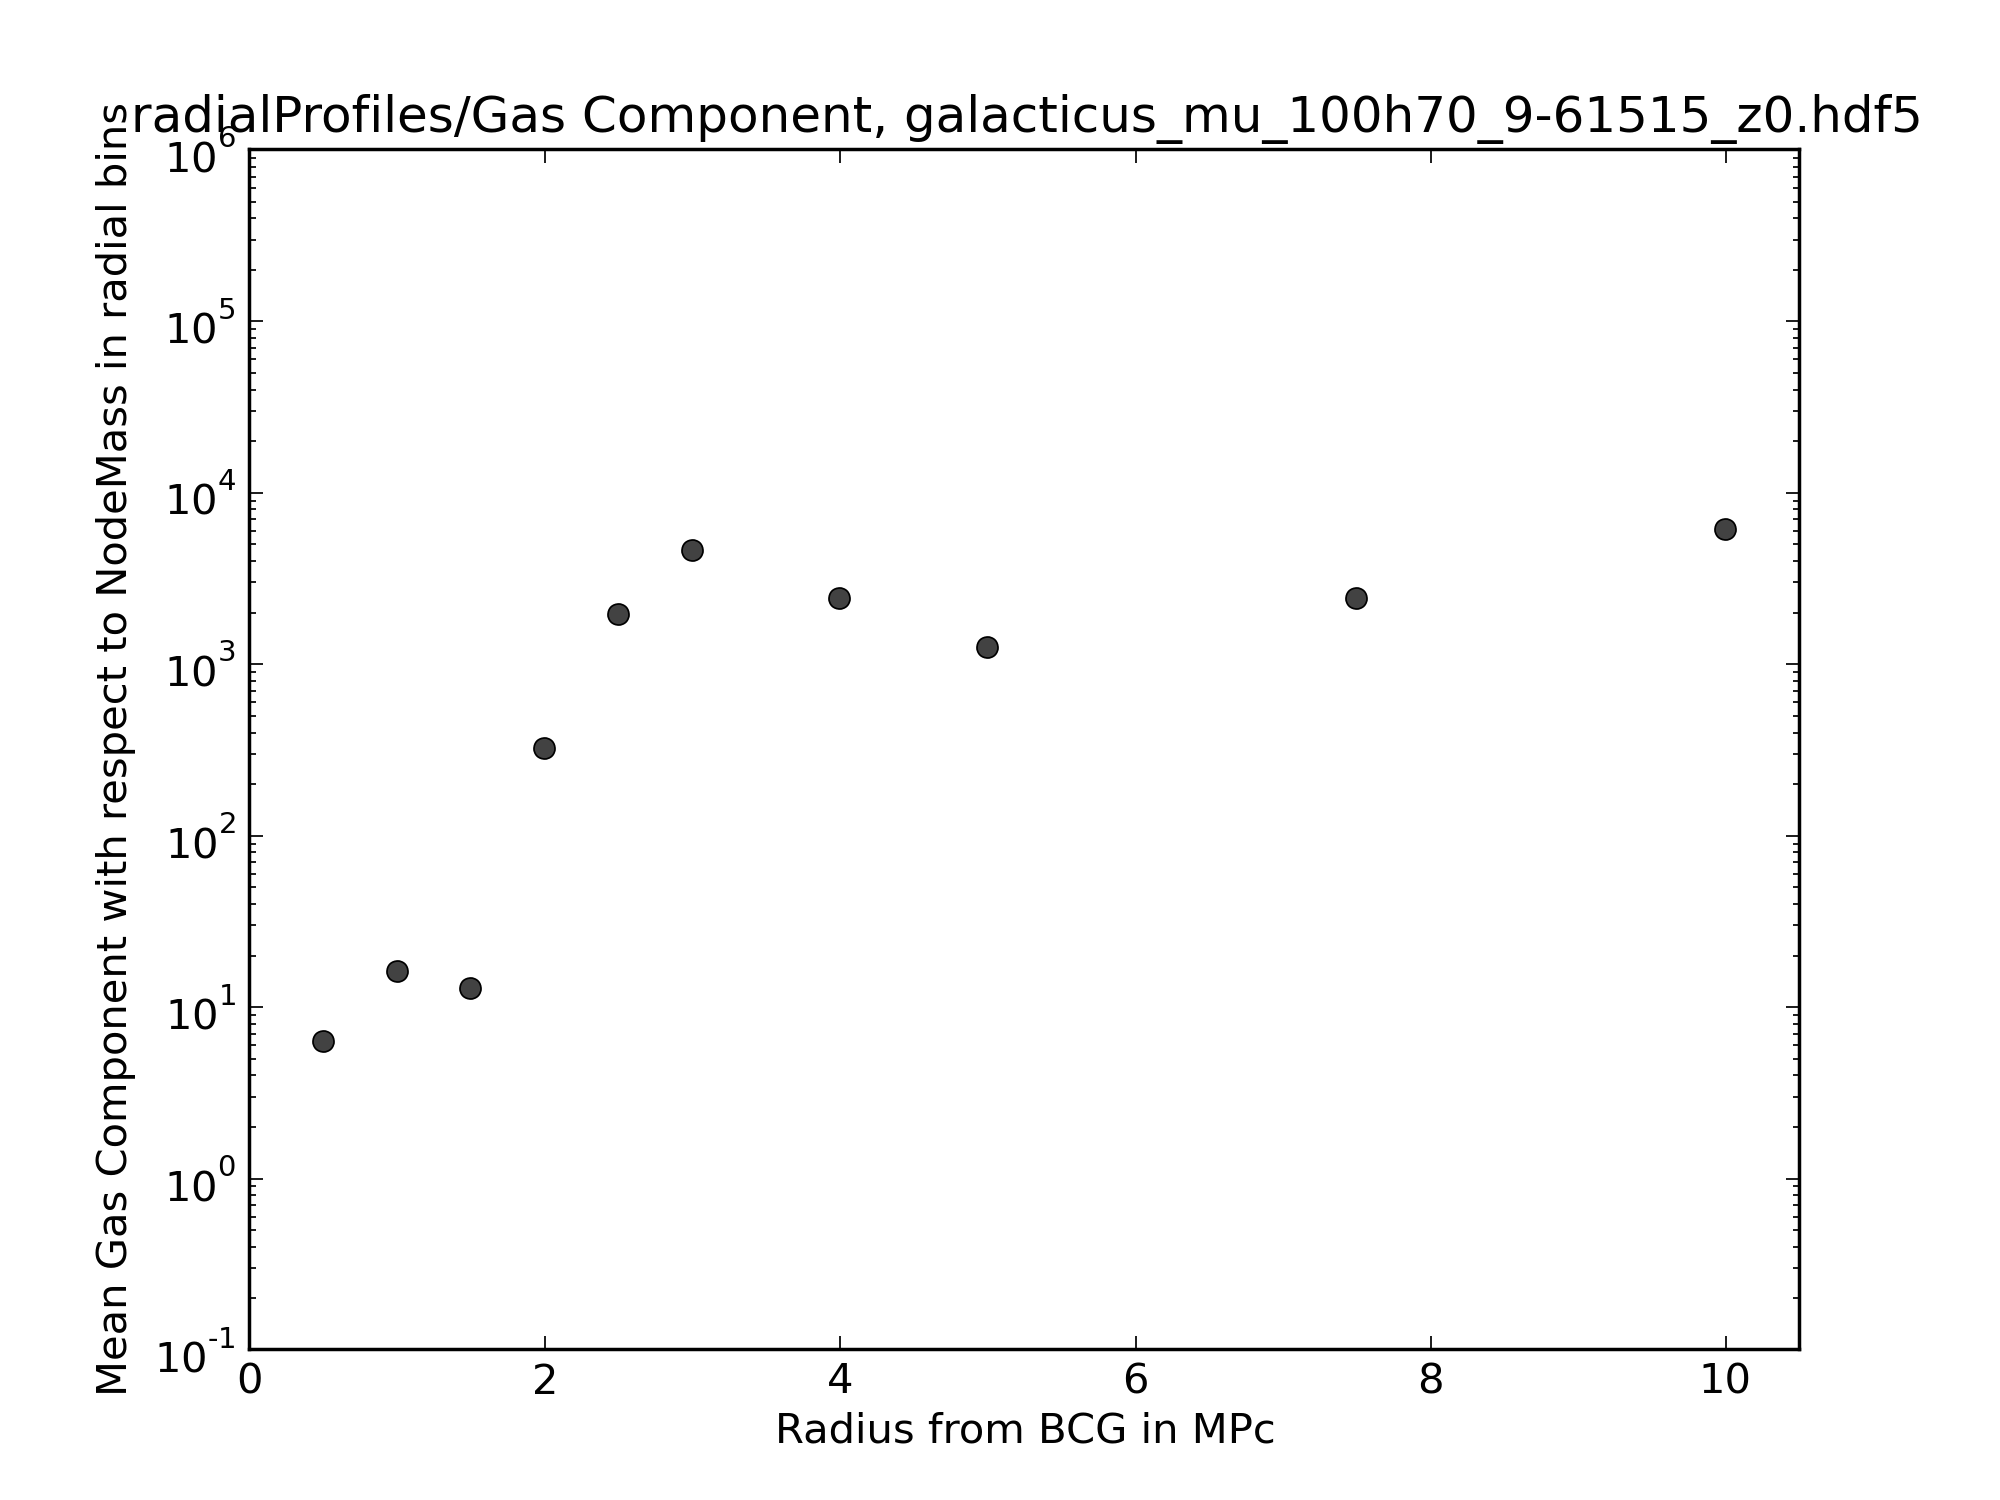 radialProfiles/Gas Component, galacticus_mu_100h70_9-61515_z0.hdf5
Mean Gas Component with respect to NodeMass in radial bins
10^6
10^5
10^4
10^3
10^2
10^1
10^0
10^-1
0 2 4 6 8 10
Radius from BCG in MPc